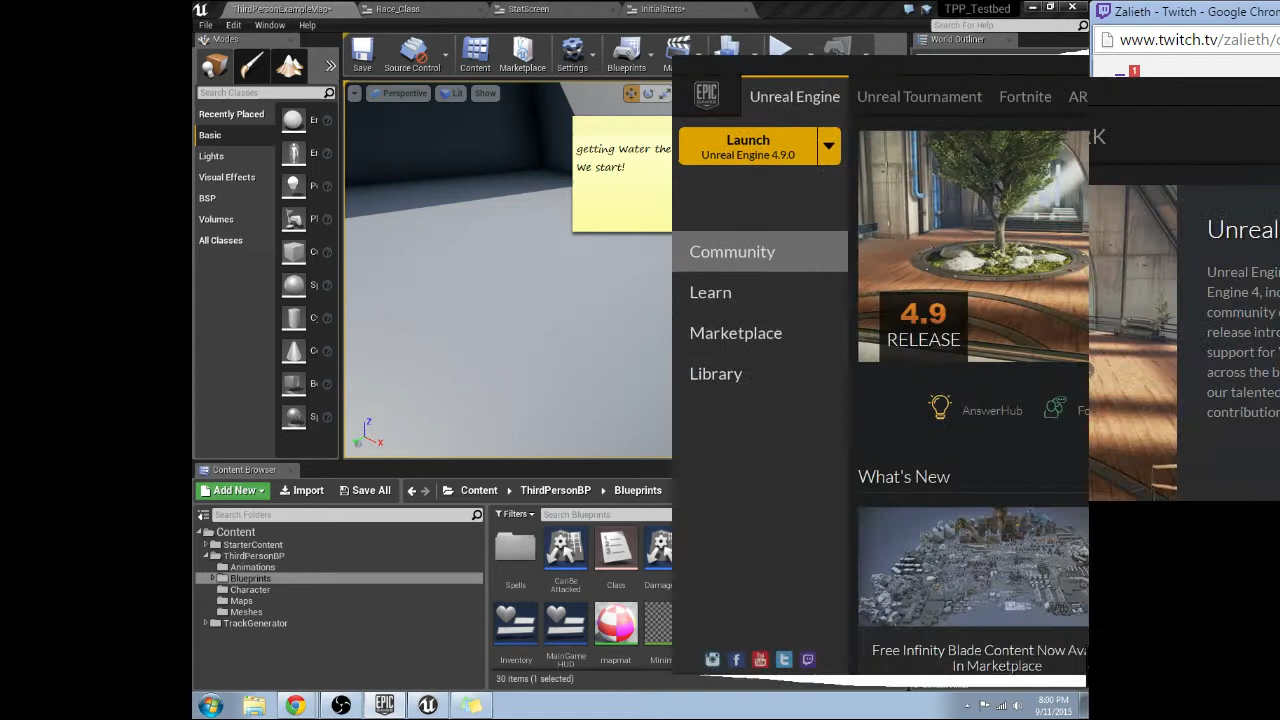 ThirdPersonExampleMap*
Race_Class
StatScreen
InitialStats*
TPP_Testbed
Zalieth - Twitch - Google Chro
File Edit Window Help
Search For Help
www.twitch.tv/zalieth/
Modes
World Outliner
Save
Source Control
Content
Marketplace
Settings
Blueprints
1
Search Classes
Perspective
Lit
Show
EPIC GAMES
Unreal Engine
Unreal Tournament
Fortnite
AR
K
Recently Placed
Basic
Lights
Visual Effects
BSP
Volumes
All Classes
getting Water the
We start!
Launch
Unreal Engine 4.9.0
Community
Learn
Marketplace
Library
4.9
RELEASE
Unreal
Unreal Engi
Engine 4, inc
community
release intro
support for
across the b
our talented
contribution
AnswerHub
Fo
What's New
Free Infinity Blade Content Now Ava
In Marketplace
Z
X
Content Browser
Add New
Import
Save All
Content
ThirdPersonBP
Blueprints
Search Folders
Filters
Search Blueprints
Content
StarterContent
ThirdPersonBP
Animations
Blueprints
Character
Maps
Meshes
TrackGenerator
Spells
CanBe
Attacked
Class
Damag
Inventory
MainGame
HUD
mapmat
Minim
30 items (1 selected)
8:00 PM
9/11/2015